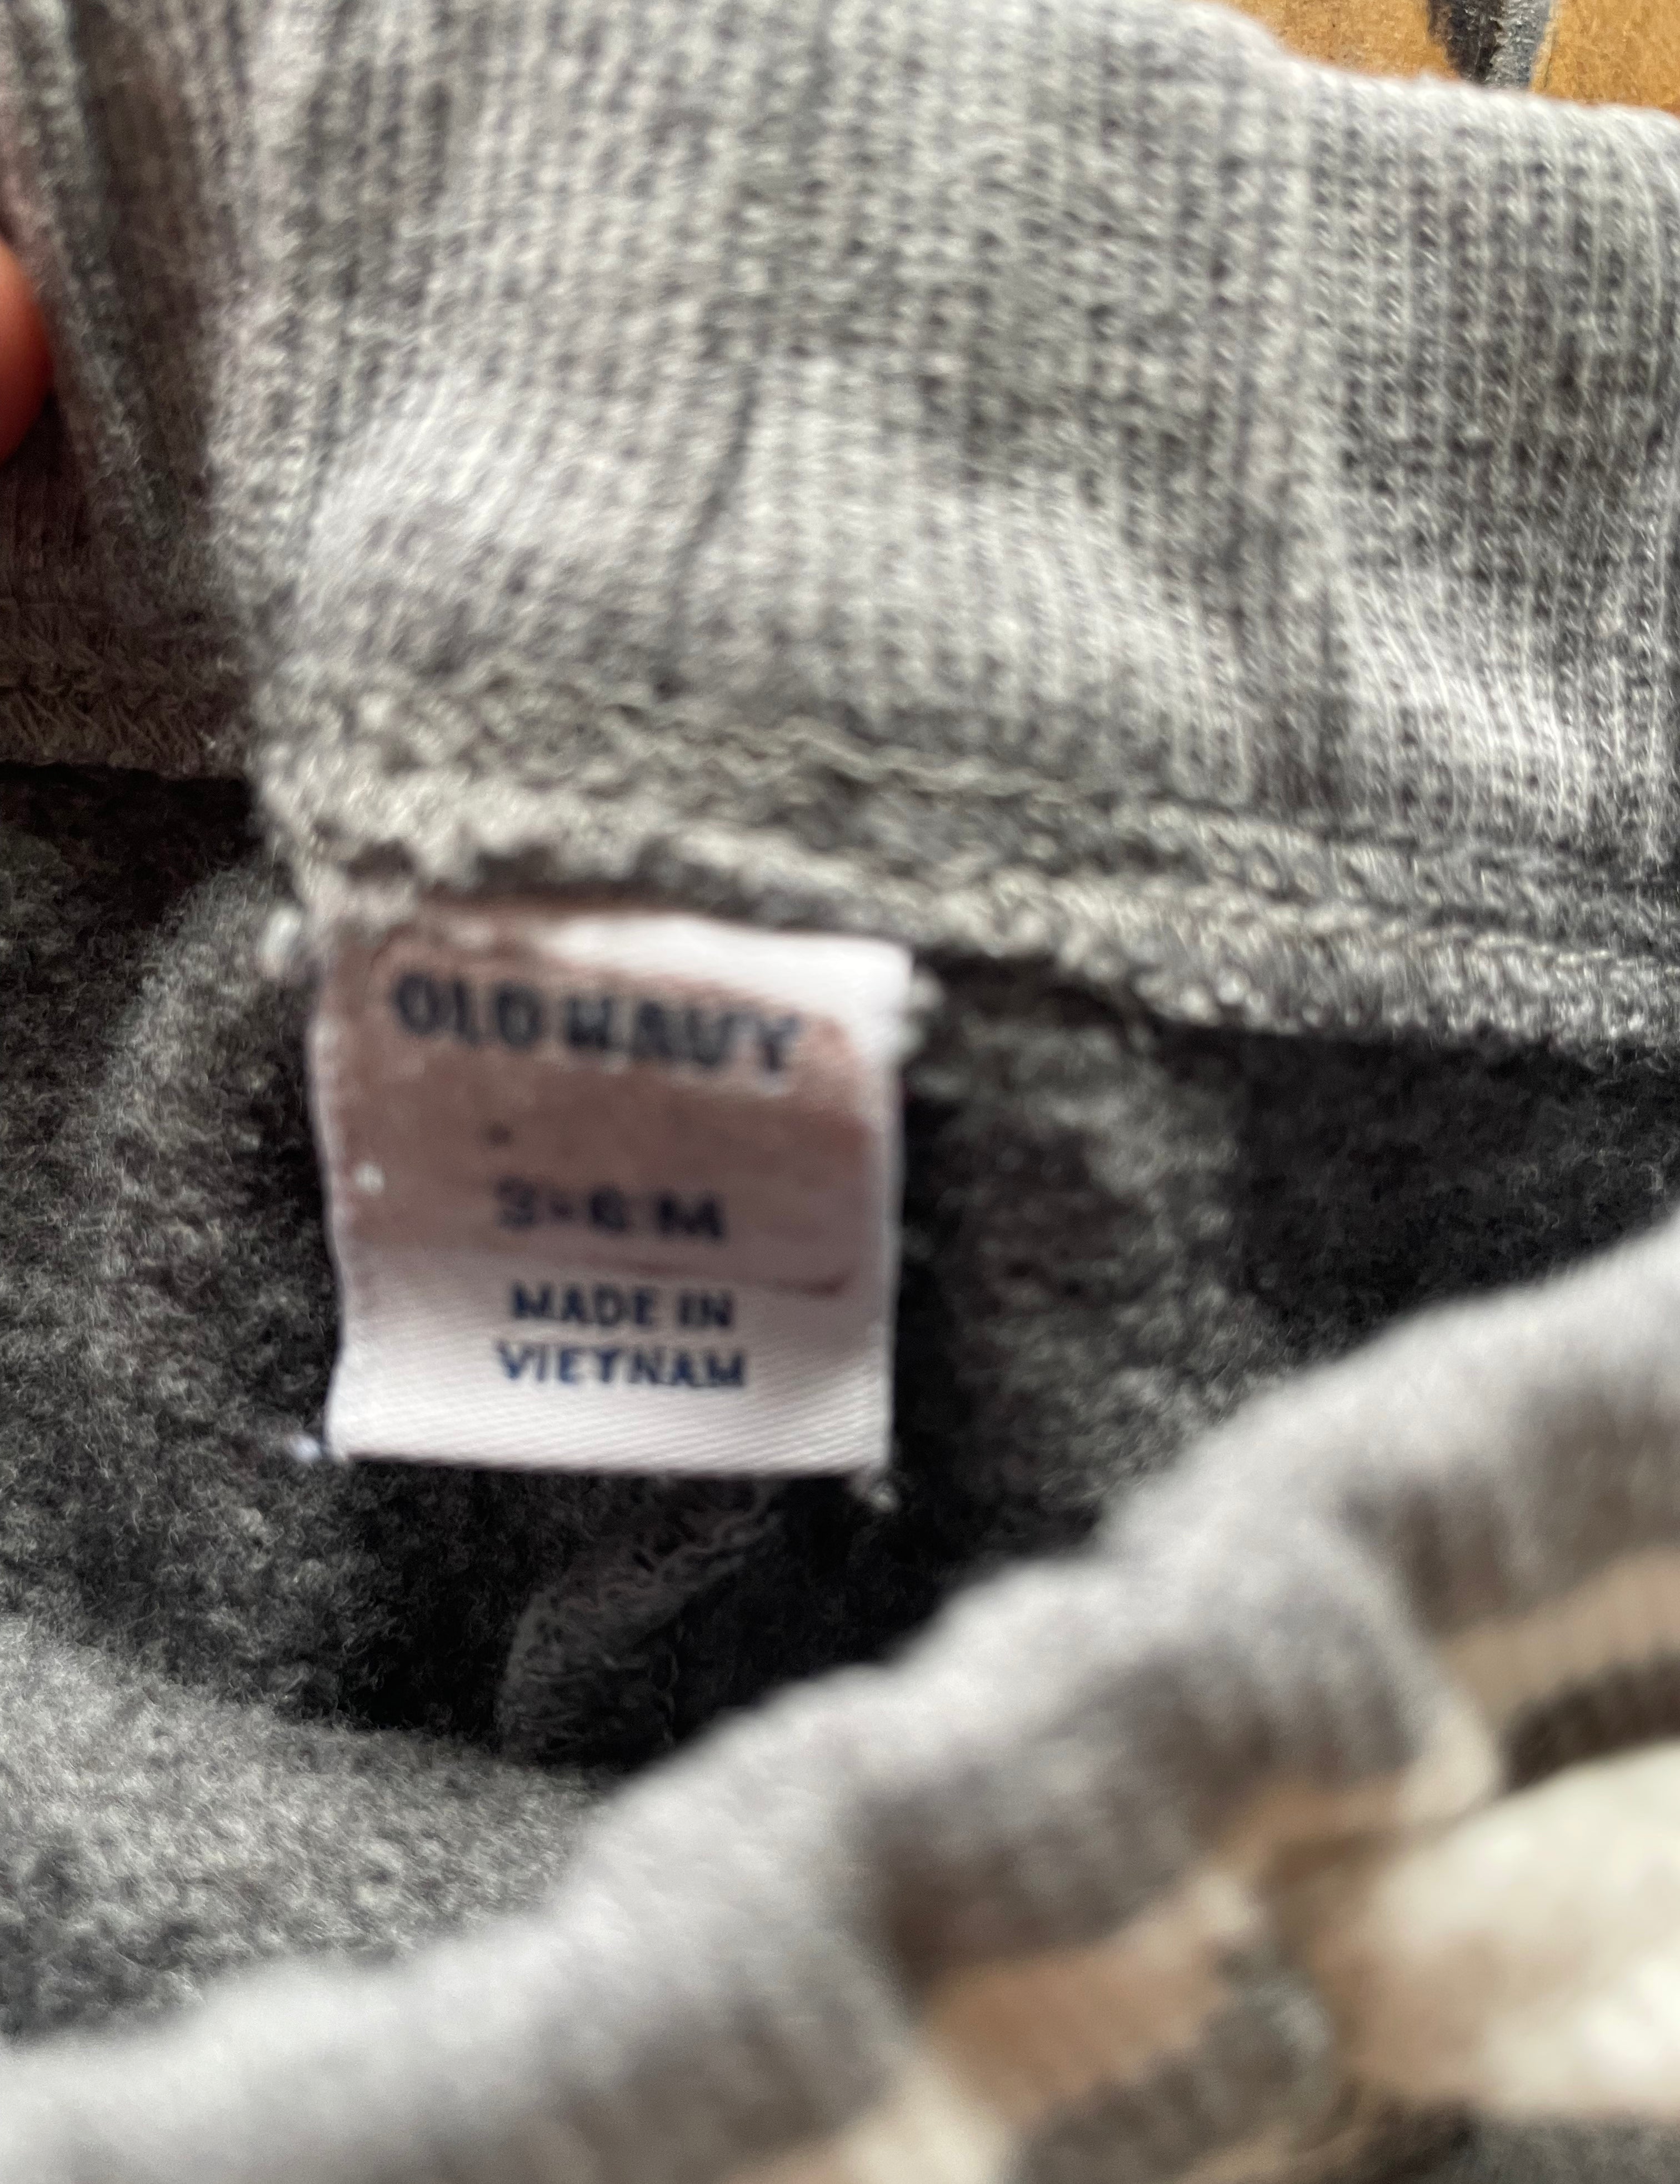 OLD NAVY
3-6 M
MADE IN
VIETNAM